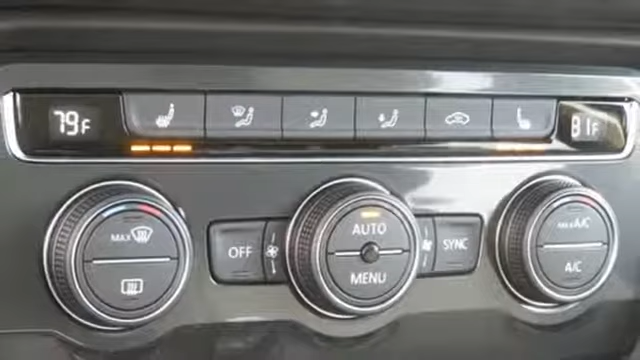 79F
81F
MAX
OFF
AUTO
MENU
SYNC
MAX A/C
A/C